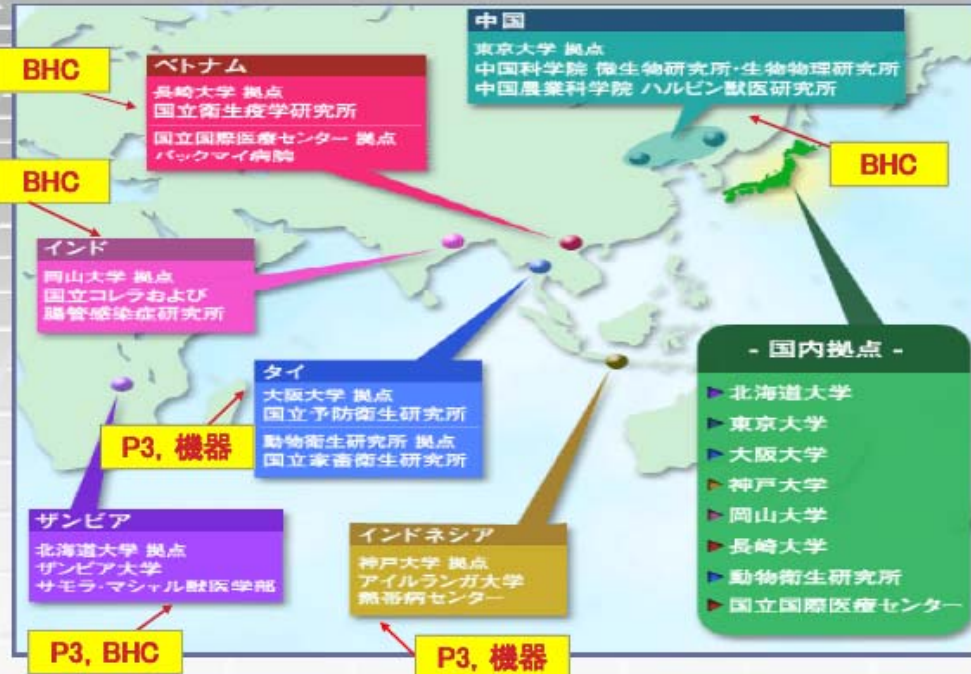 中国
東京大学 拠点
中国科学院 微生物研究所・生物物理研究所
中国農業科学院 ハルビン獣医研究所
BHC
ベトナム
長崎大学 拠点
国立衛生疫学研究所
国立国際医療センター 拠点
バックマイ病院
BHC
BHC
インド
岡山大学 拠点
国立コレラおよび
腸管感染症研究所
タイ
大阪大学 拠点
国立予防衛生研究所
動物衛生研究所 拠点
国立家畜衛生研究所
P3, 機器
- 国内拠点 -
北海道大学
東京大学
大阪大学
神戸大学
岡山大学
長崎大学
動物衛生研究所
国立国際医療センター
ザンビア
北海道大学 拠点
ザンビア大学
サモラ・マシャル獣医学部
インドネシア
神戸大学 拠点
アイルランガ大学
熱帯病センター
P3, BHC
P3, 機器